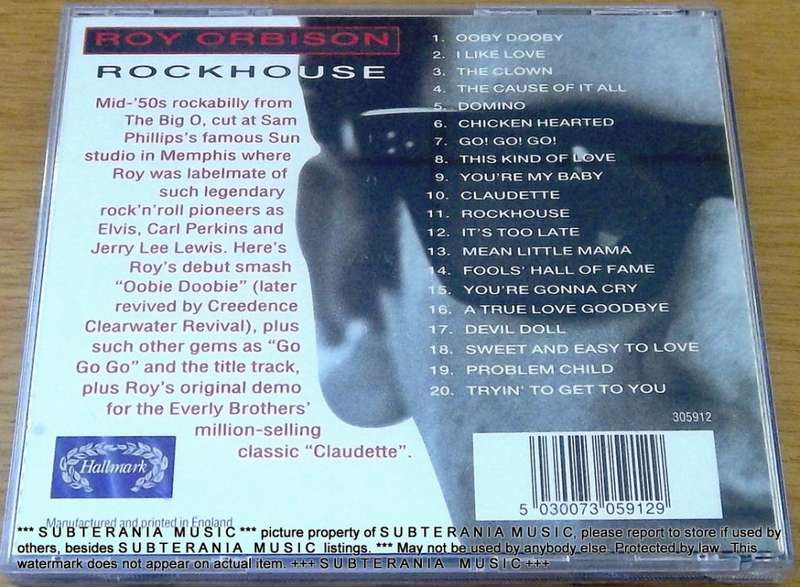 ROY ORBISON
ROCKHOUSE
Mid-'50s rockabilly from
The Big O, cut at Sam
Phillips's famous Sun
studio in Memphis where
Roy was labelmate of
such legendary
rock'n'roll pioneers as
Elvis, Carl Perkins and
Jerry Lee Lewis. Here's
Roy's debut smash
"Oobie Doobie" (later
revived by Creedence
Clearwater Revival), plus
such other gems as "Go
Go Go" and the title track,
plus Roy's original demo
for the Everly Brothers'
million-selling
classic "Claudette".
1. OOBY DOOBY
2. I LIKE LOVE
3. THE CLOWN
4. THE CAUSE OF IT ALL
5. DOMINO
6. CHICKEN HEARTED
7. GO! GO! GO!
8. THIS KIND OF LOVE
9. YOU'RE MY BABY
10. CLAUDETTE
11. ROCKHOUSE
12. IT'S TOO LATE
13. MEAN LITTLE MAMA
14. FOOLS' HALL OF FAME
15. YOU'RE GONNA CRY
16. A TRUE LOVE GOODBYE
17. DEVIL DOLL
18. SWEET AND EASY TO LOVE
19. PROBLEM CHILD
20. TRYIN' TO GET TO YOU
305912
5 030073 059129
Hallmark
Manufactured and printed in England
*** S U B T E R A N I A M U S I C *** picture property of S U B T E R A N I A M U S I C, please report to store if used by
others, besides S U B T E R A N I A M U S I C listings. *** May not be used by anybody else. Protected by law. This
watermark does not appear on actual item. +++ S U B T E R A N I A M U S I C +++